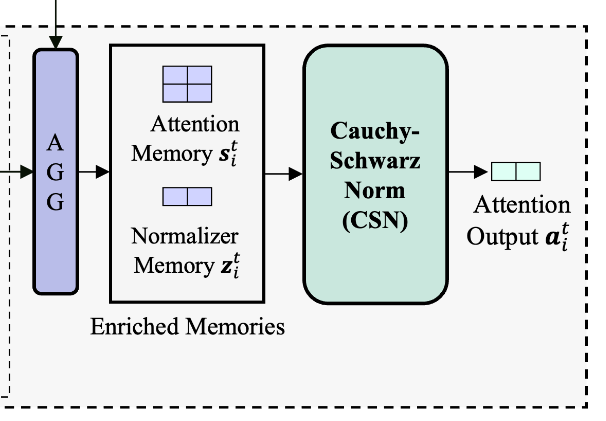 A
G
G
Attention
Memory s_i^t
Normalizer
Memory z_i^t
Enriched Memories
Cauchy-
Schwarz
Norm
(CSN)
Attention
Output a_i^t